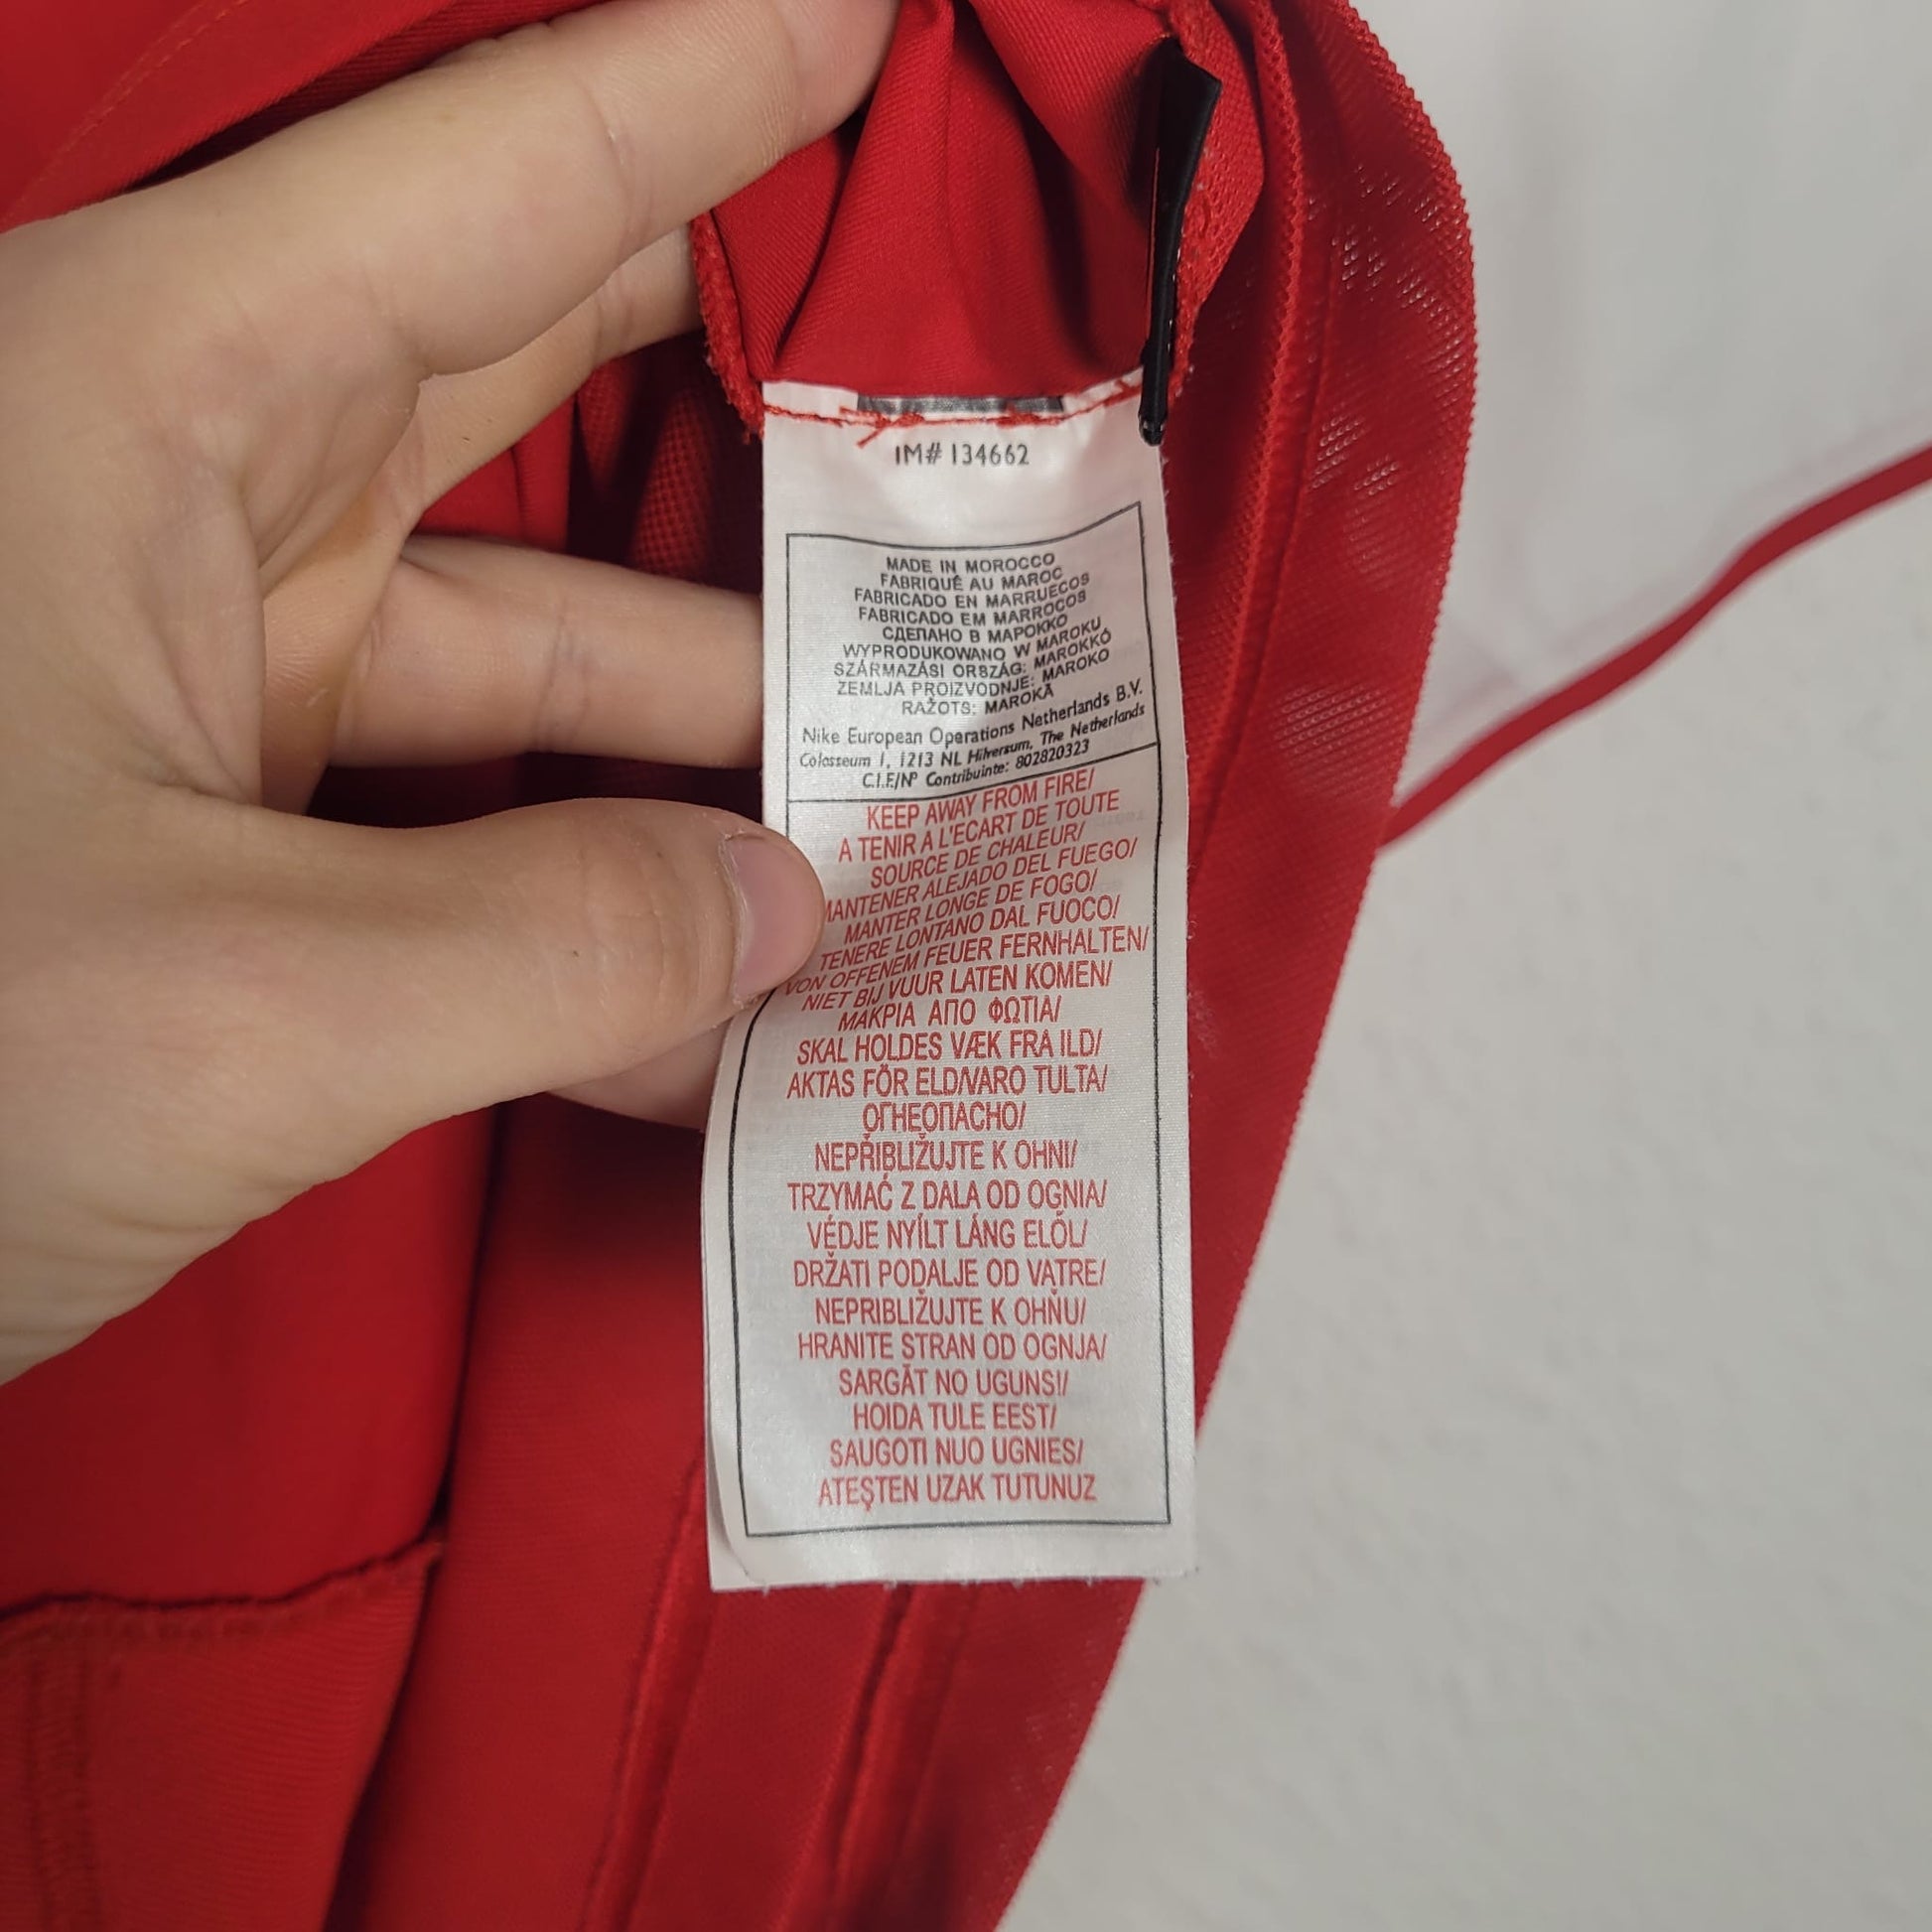 IM# 134662
MADE IN MOROCCO
FABRIQUÉ AU MAROC
FABRICADO EN MARRUECOS
FABRICADO EM MARROCOS
СДЕПАНО В МАРОККО
WYPRODUKOWANO W MAROKU
SZÁRMAZÁSI ORSZÁG: MAROKKÓ
ZEMLJA PROIZVODNJE: MAROKO
RAŽOTS: MAROKĀ
Nike European Operations Netherlands B.V.
Colosseum 1, 1213 NL Hilversum, The Netherlands
C.I.F./Nº Contribuinte: 802820323
KEEP AWAY FROM FIRE/
A TENIR A L'ECART DE TOUTE
SOURCE DE CHALEUR/
MANTENER ALEJADO DEL FUEGO/
MANTER LONGE DE FOGO/
TENERE LONTANO DAL FUOCO/
VON OFFENEM FEUER FERNHALTEN/
NIET BIJ VUUR LATEN KOMEN/
ΜΑΚΡΙΑ ΑΠΟ ΦΩΤΙΑ/
SKAL HOLDES VÆK FRA ILD/
AKTAS FÖR ELD/VARO TULTA/
ОГНЕОПАСНО/
NEPŘIBLIŽUJTE K OHNI/
TRZYMAĆ Z DALA OD OGNIA/
VÉDJE NYÍLT LÁNG ELŐL/
DRŽATI PODALJE OD VATRE/
NEPRIBLIŽUJTE K OHŇU/
HRANITE STRAN OD OGNJA/
SARGĀT NO UGUNS!/
HOIDA TULE EEST/
SAUGOTI NUO UGNIES/
ATEŞTEN UZAK TUTUNUZ